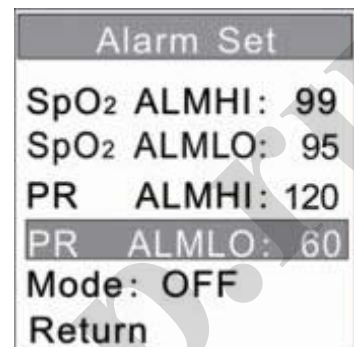 Alarm Set
SpO₂ ALMHI: 99
SpO₂ ALMLO: 95
PR ALMHI: 120
PR ALMLO: 60
Mode: OFF
Return